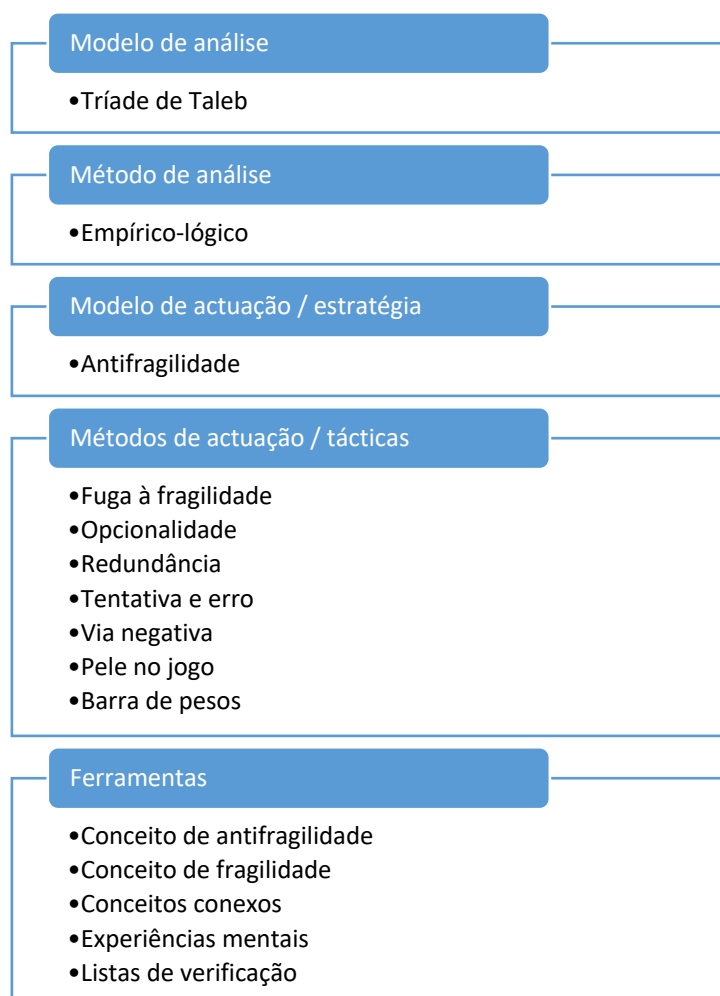 Modelo de análise
•Tríade de Taleb
Método de análise
•Empírico-lógico
Modelo de actuação / estratégia
•Antifragilidade
Métodos de actuação / tácticas
•Fuga à fragilidade
•Opcionalidade
•Redundância
•Tentativa e erro
•Via negativa
•Pele no jogo
•Barra de pesos
Ferramentas
•Conceito de antifragilidade
•Conceito de fragilidade
•Conceitos conexos
•Experiências mentais
•Listas de verificação